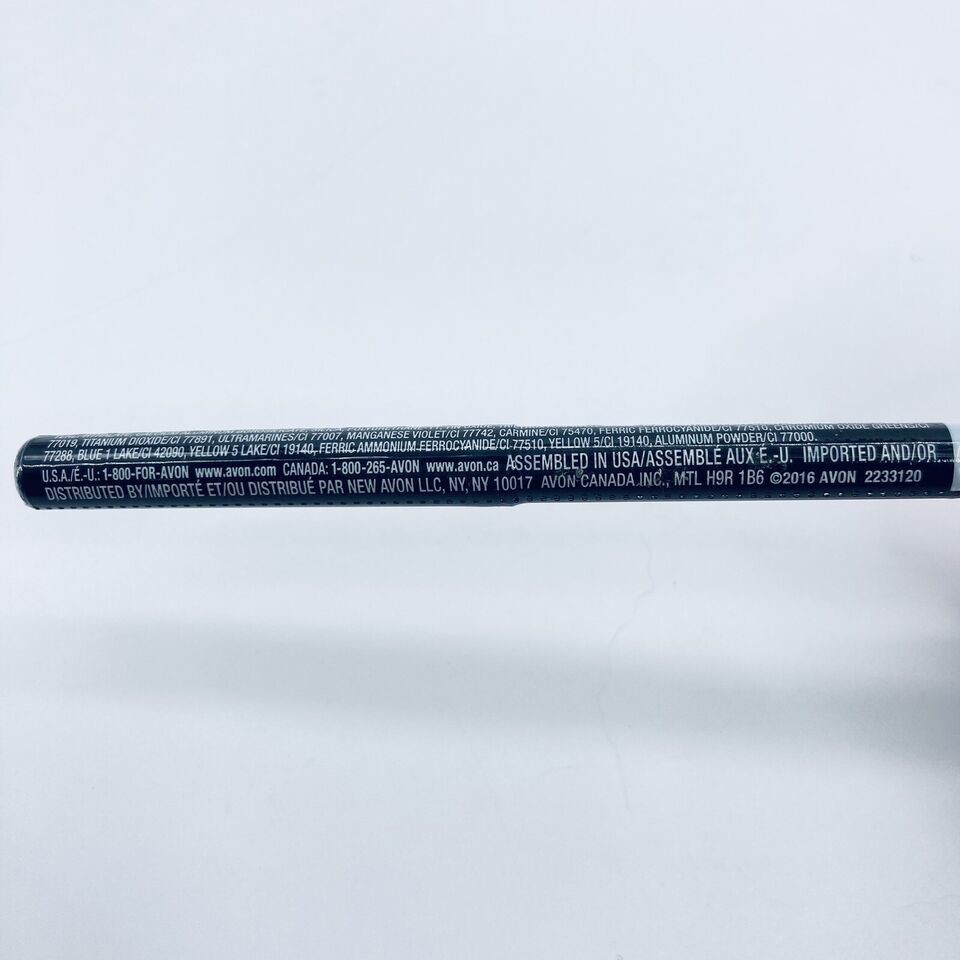 77019, TITANIUM DIOXIDE/CI 77891, ULTRAMARINES/CI 77007, MANGANESE VIOLET/CI 77742, CARMINE/CI 75470, FERRIC FERROCYANIDE/CI 77510, CHROMIUM OXIDE GREENS/CI
77288, BLUE 1 LAKE/CI 42090, YELLOW 5 LAKE/CI 19140, FERRIC AMMONIUM FERROCYANIDE/CI 77510, YELLOW 5/CI 19140, ALUMINUM POWDER/CI 77000.
U.S.A./É.-U.: 1-800-FOR-AVON www.avon.com CANADA: 1-800-265-AVON www.avon.ca ASSEMBLED IN USA/ASSEMBLÉ AUX É.-U. IMPORTED AND/OR
DISTRIBUTED BY/IMPORTÉ ET/OU DISTRIBUÉ PAR NEW AVON LLC, NY, NY 10017 AVON CANADA INC., MTL H9R 1B6 ©2016 AVON 2233120